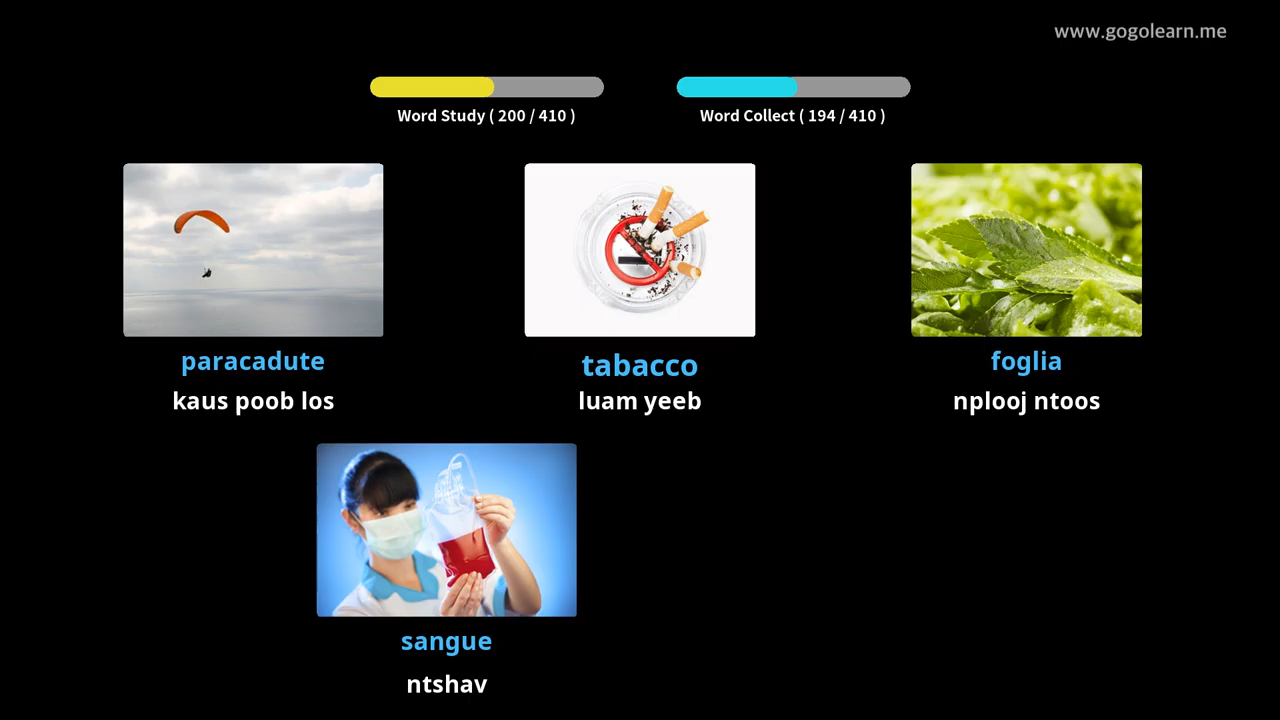 www.gogolearn.me
Word Study ( 200 / 410 )
Word Collect ( 194 / 410 )
paracadute
tabacco
foglia
kaus poob los
luam yeeb
nplooj ntoos
sangue
ntshav